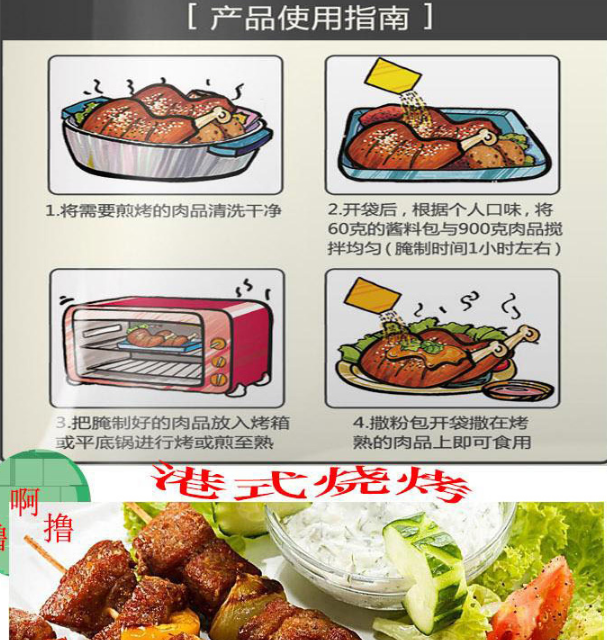 [ 产品使用指南 ]
1.将需要煎烤的肉品清洗干净
2.开袋后，根据个人口味，将
60克的酱料包与900克肉品搅
拌均匀（腌制时间1小时左右）
3.把腌制好的肉品放入烤箱
或平底锅进行烤或煎至熟
4.撒粉包开袋撒在烤
熟的肉品上即可食用
港式烧烤
啊
撸